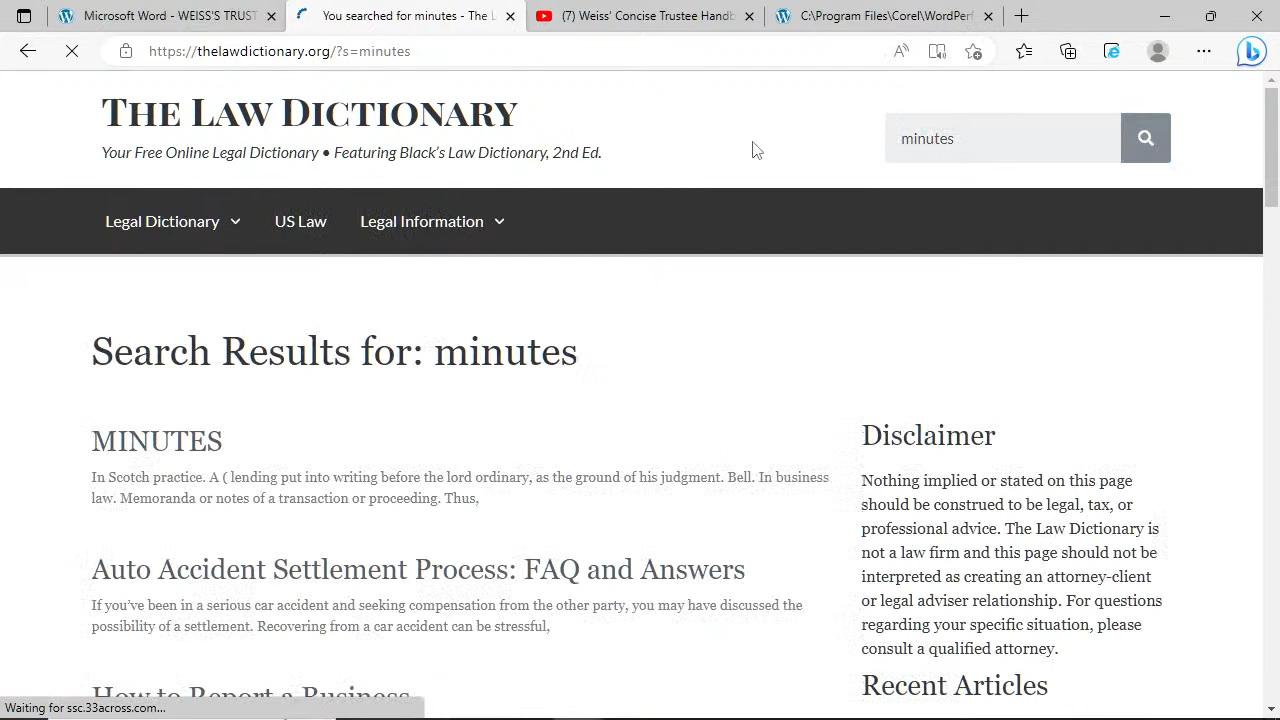 Microsoft Word - WEISS'S TRUST
You searched for minutes - The L
(7) Weiss' Concise Trustee Handb
C:\Program Files\Corel\WordPerf
https://thelawdictionary.org/?s=minutes
THE LAW DICTIONARY
Your Free Online Legal Dictionary • Featuring Black's Law Dictionary, 2nd Ed.
minutes
Legal Dictionary
US Law
Legal Information
Search Results for: minutes
MINUTES
In Scotch practice. A ( lending put into writing before the lord ordinary, as the ground of his judgment. Bell. In business
law. Memoranda or notes of a transaction or proceeding. Thus,
Auto Accident Settlement Process: FAQ and Answers
If you've been in a serious car accident and seeking compensation from the other party, you may have discussed the
possibility of a settlement. Recovering from a car accident can be stressful,
How to Report a Business
Disclaimer
Nothing implied or stated on this page
should be construed to be legal, tax, or
professional advice. The Law Dictionary is
not a law firm and this page should not be
interpreted as creating an attorney-client
or legal adviser relationship. For questions
regarding your specific situation, please
consult a qualified attorney.
Recent Articles
Waiting for ssc.33across.com...